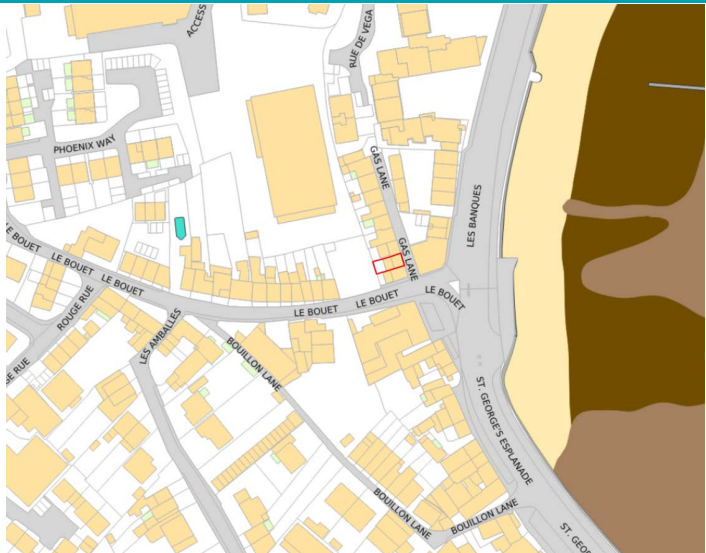 ACCESS
RUE DE VEGA
PHOENIX WAY
GAS LANE
LES BANQUES
LE BOUET
LE BOUET
LE BOUET
GAS LANE
ROUGE RUE
LE BOUET
LE BOUET
LE BOUET
GE RUE
LES AMBALLES
BOUILLON LANE
ST. GEORGE'S ESPLANADE
BOUILLON LANE
BOUILLON LANE
ST. GEO